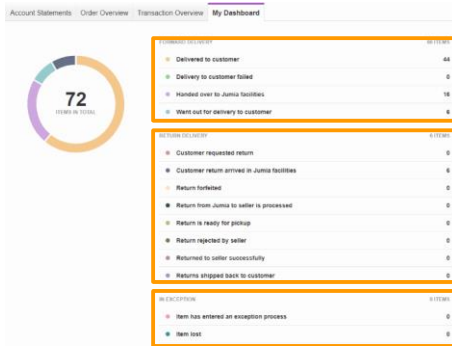 Account Statements Order Overview Transaction Overview My Dashboard
72
ITEMS IN TOTAL
FORWARD DELIVERY 66 ITEMS
Delivered to customer 44
Delivery to customer failed 0
Handed over to Jumia facilities 16
Went out for delivery to customer 6
RETURN DELIVERY 6 ITEMS
Customer requested return 0
Customer return arrived in Jumia facilities 6
Return forfeited 0
Return from Jumia to seller is processed 0
Return is ready for pickup 0
Return rejected by seller 0
Returned to seller successfully 0
Returns shipped back to customer 0
IN EXCEPTION 0 ITEMS
Item has entered an exception process 0
Item lost 0